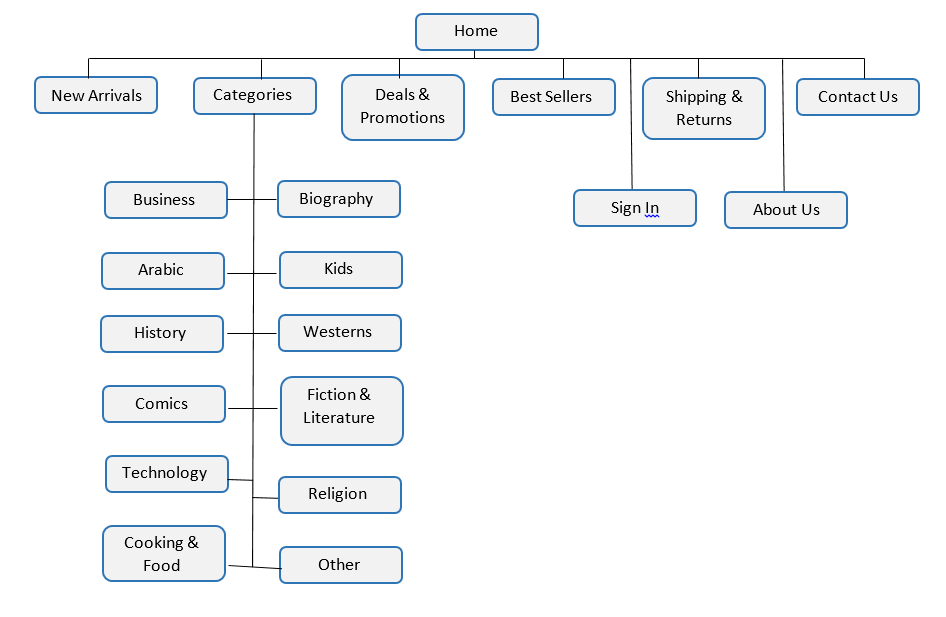 Home
New Arrivals
Categories
Deals &
Promotions
Best Sellers
Shipping &
Returns
Contact Us
Sign In
About Us
Business
Biography
Arabic
Kids
History
Westerns
Comics
Fiction &
Literature
Technology
Religion
Cooking &
Food
Other